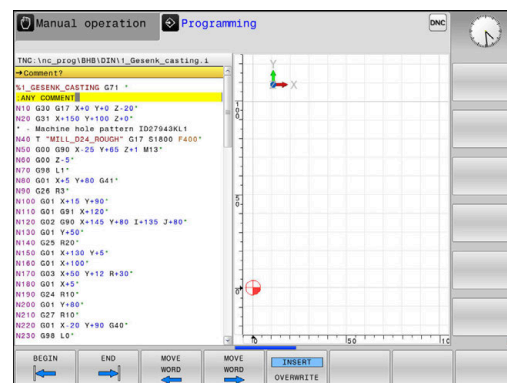 Manual operation
Programming
DNC
TNC:\nc_prog\BHB\DIN\1_Gesenk_casting.i
→Comment?
%1_GESENK_CASTING G71 *
;ANY COMMENT
N10 G30 G17 X+0 Y+0 Z-20*
N20 G31 X+150 Y+100 Z+0*
* - Machine hole pattern ID27943KL1
N40 T "MILL_D24_ROUGH" G17 S1800 F400*
N50 G00 G90 X-25 Y+65 Z+1 M13*
N60 G00 Z-5*
N70 G98 L1*
N80 G01 X+5 Y+80 G41*
N90 G26 R3*
N100 G01 X+15 Y+90*
N110 G01 G91 X+120*
N120 G02 G90 X+145 Y+80 I+135 J+80*
N130 G01 Y+50*
N140 G25 R20*
N150 G01 X+130 Y+5*
N160 G01 X+100*
N170 G03 X+50 Y+12 R+30*
N180 G01 X+5*
N190 G24 R10*
N200 G01 Y+80*
N210 G27 R10*
N220 G01 X-20 Y+90 G40*
N230 G98 L0*
Y
X
100
50
0
0
50
BEGIN
END
MOVE WORD
MOVE WORD
INSERT
OVERWRITE